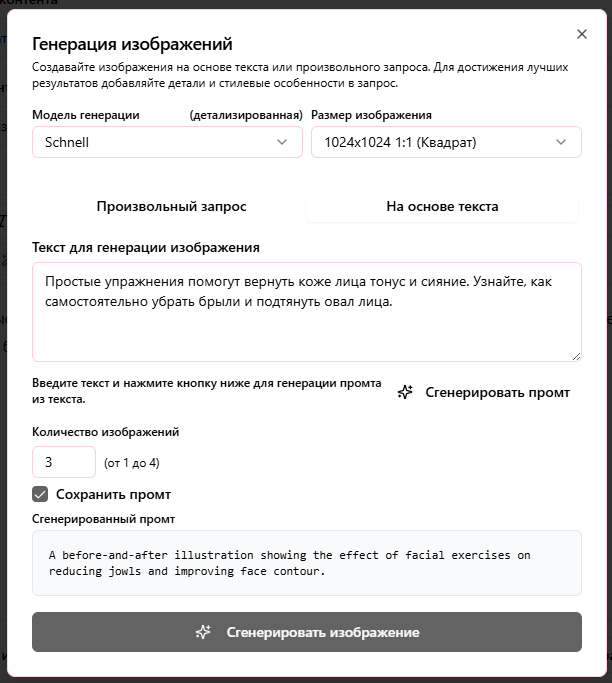 Генерация изображений
Создавайте изображения на основе текста или произвольного запроса. Для достижения лучших
результатов добавляйте детали и стилевые особенности в запрос.
Модель генерации (детализированная) Размер изображения
Schnell 1024x1024 1:1 (Квадрат)
Произвольный запрос На основе текста
Текст для генерации изображения
Простые упражнения помогут вернуть коже лица тонус и сияние. Узнайте, как
самостоятельно убрать брыли и подтянуть овал лица.
Введите текст и нажмите кнопку ниже для генерации промта
из текста.
Сгенерировать промт
Количество изображений
3 (от 1 до 4)
Сохранить промт
Сгенерированный промт
A before-and-after illustration showing the effect of facial exercises on
reducing jowls and improving face contour.
Сгенерировать изображение